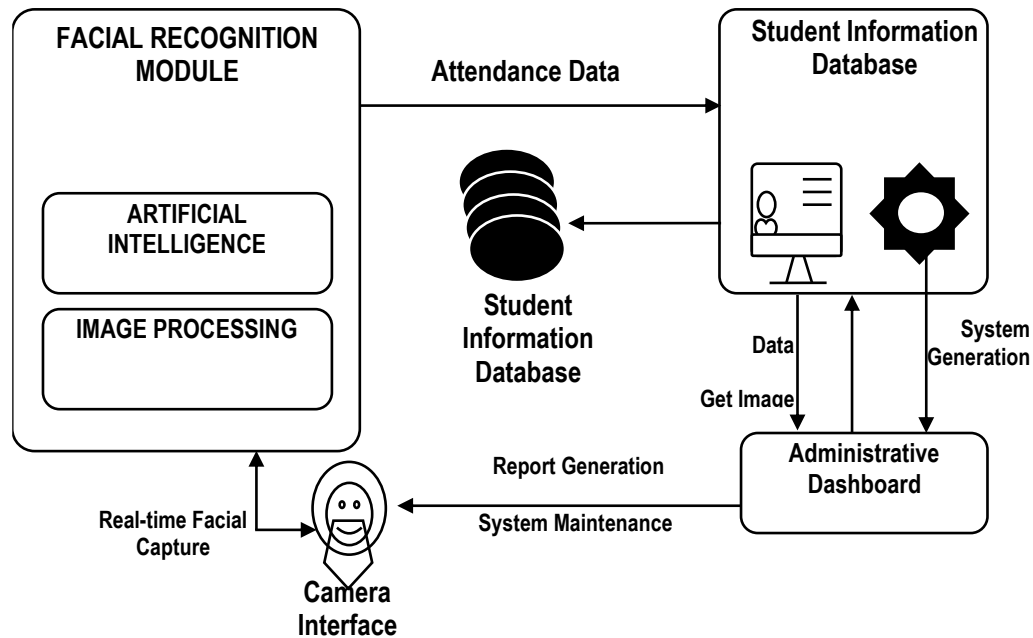 FACIAL RECOGNITION
MODULE
ARTIFICIAL
INTELLIGENCE
IMAGE PROCESSING
Attendance Data
Student Information
Database
Student
Information
Database
Data
Get Image
System
Generation
Administrative
Dashboard
Report Generation
System Maintenance
Real-time Facial
Capture
Camera
Interface